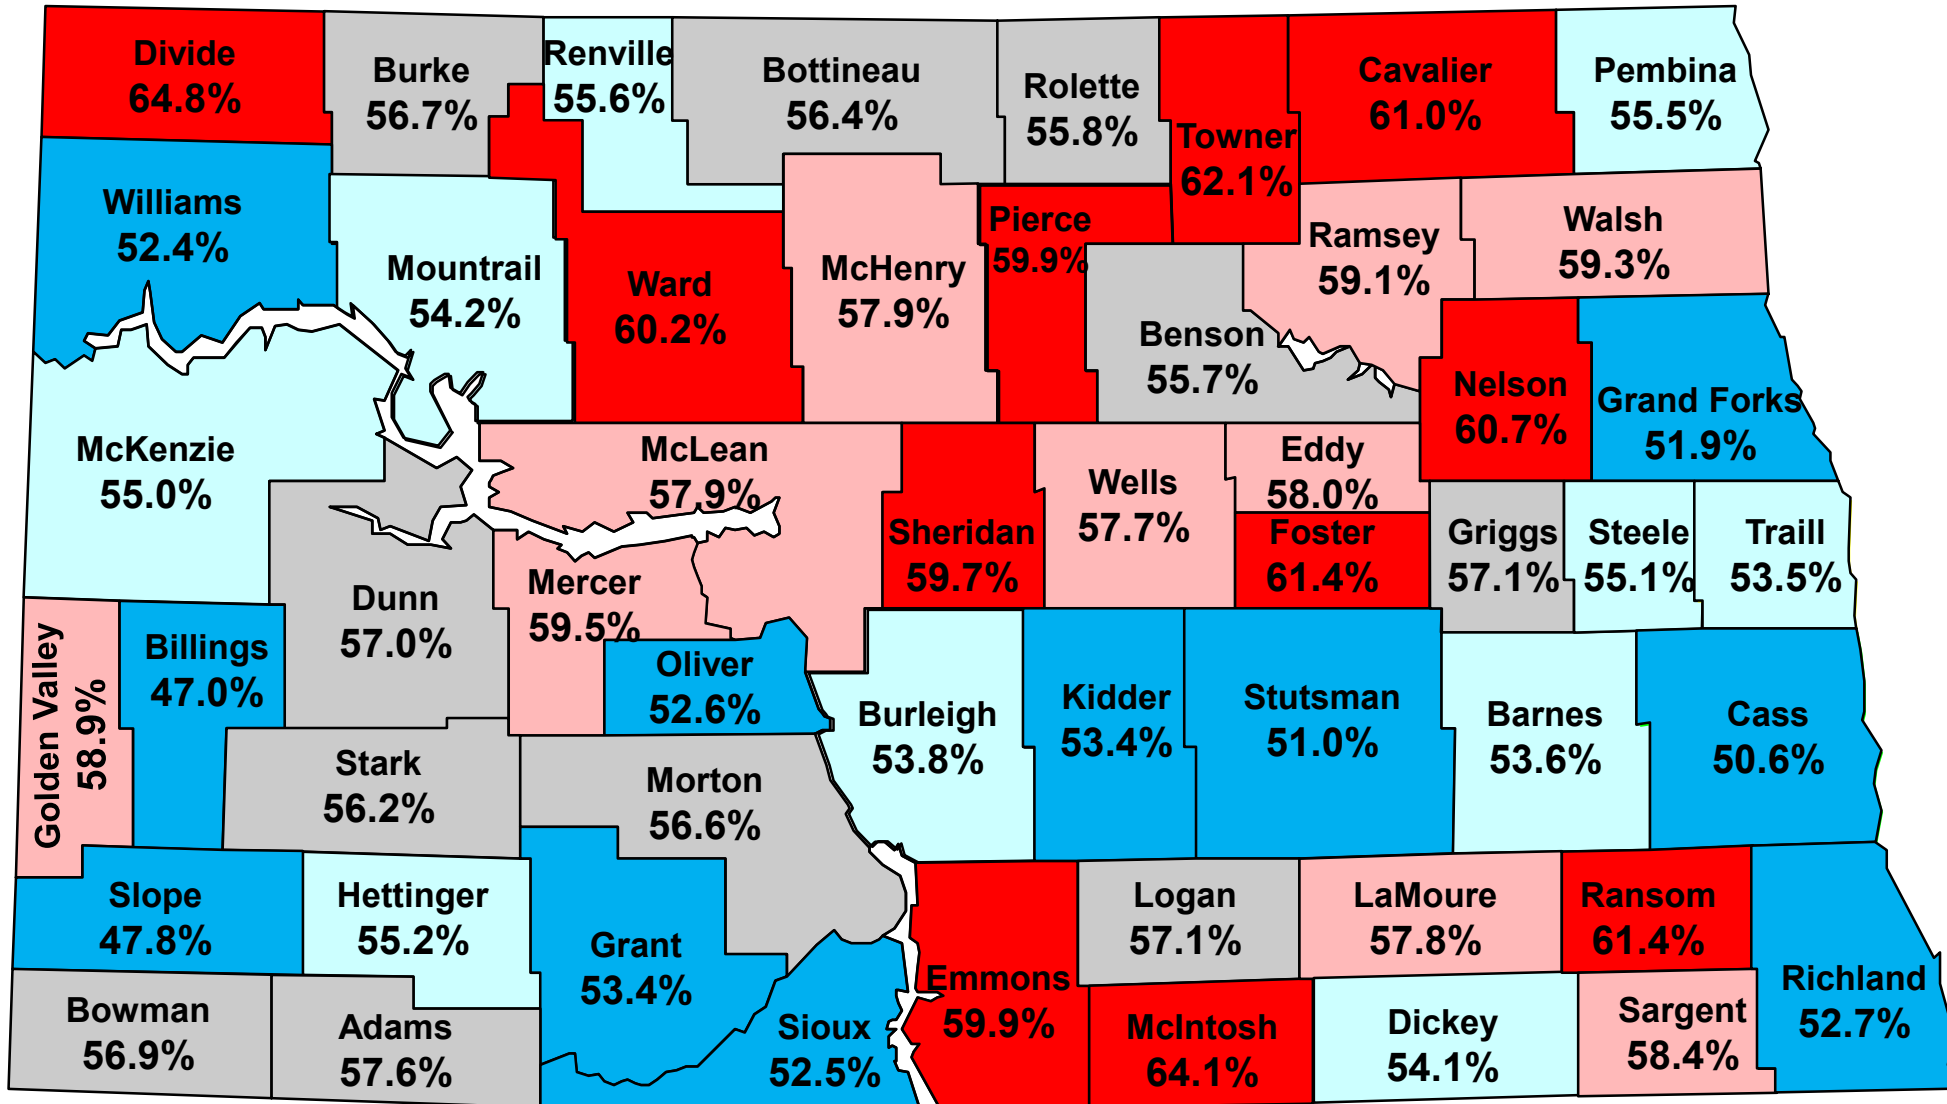 Divide
64.8%
Burke
56.7%
Renville
55.6%
Bottineau
56.4%
Rolette
55.8%
Towner
62.1%
Cavalier
61.0%
Pembina
55.5%
Williams
52.4%
Mountrail
54.2%
Ward
60.2%
McHenry
57.9%
Pierce
59.9%
Benson
55.7%
Ramsey
59.1%
Walsh
59.3%
Nelson
60.7%
Grand Forks
51.9%
McKenzie
55.0%
Dunn
57.0%
McLean
57.9%
Mercer
59.5%
Sheridan
59.7%
Wells
57.7%
Eddy
58.0%
Foster
61.4%
Griggs
57.1%
Steele
55.1%
Traill
53.5%
Golden Valley
58.9%
Billings
47.0%
Stark
56.2%
Oliver
52.6%
Morton
56.6%
Burleigh
53.8%
Kidder
53.4%
Stutsman
51.0%
Barnes
53.6%
Cass
50.6%
Slope
47.8%
Hettinger
55.2%
Grant
53.4%
Bowman
56.9%
Adams
57.6%
Sioux
52.5%
Emmons
59.9%
Logan
57.1%
McIntosh
64.1%
LaMoure
57.8%
Dickey
54.1%
Ransom
61.4%
Sargent
58.4%
Richland
52.7%